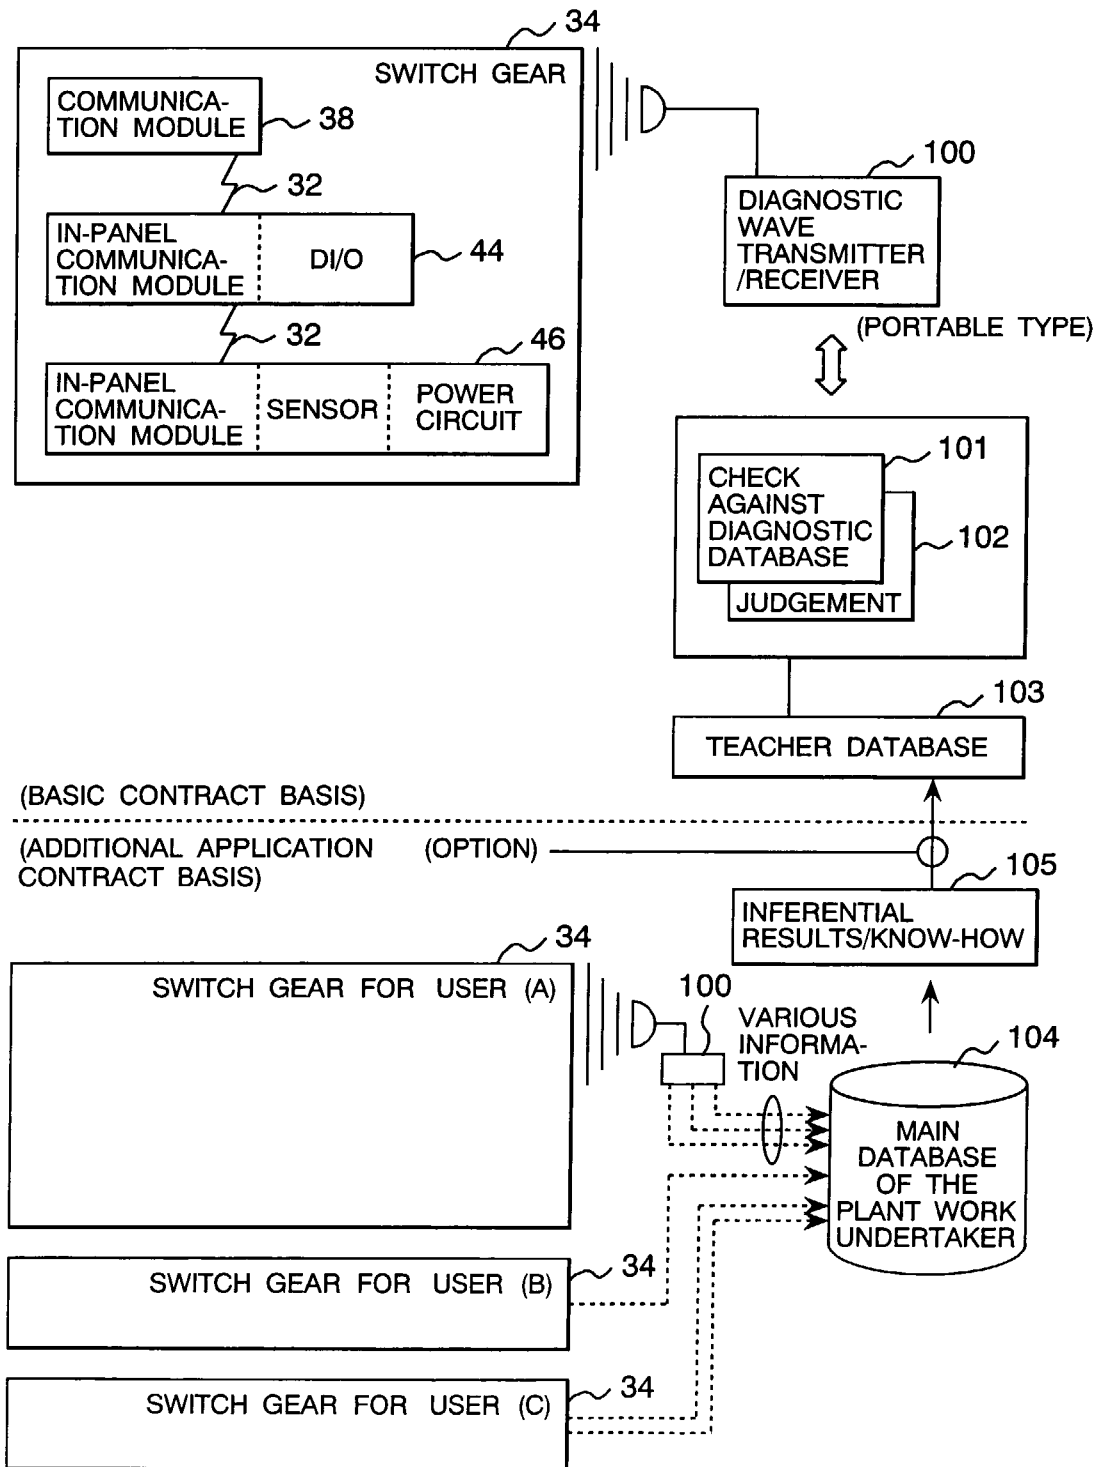 34
SWITCH GEAR
COMMUNICA-
TION MODULE
38
32
IN-PANEL
COMMUNICA-
TION MODULE
DI/O
44
32
46
IN-PANEL
COMMUNICA-
TION MODULE
SENSOR
POWER
CIRCUIT
100
DIAGNOSTIC
WAVE
TRANSMITTER
/RECEIVER
(PORTABLE TYPE)
101
CHECK
AGAINST
DIAGNOSTIC
DATABASE
102
JUDGEMENT
103
TEACHER DATABASE
(BASIC CONTRACT BASIS)
(ADDITIONAL APPLICATION
CONTRACT BASIS)
(OPTION)
105
INFERENTIAL
RESULTS/KNOW-HOW
34
SWITCH GEAR FOR USER (A)
100
VARIOUS
INFORMA-
TION
104
MAIN
DATABASE
OF THE
PLANT WORK
UNDERTAKER
34
SWITCH GEAR FOR USER (B)
34
SWITCH GEAR FOR USER (C)